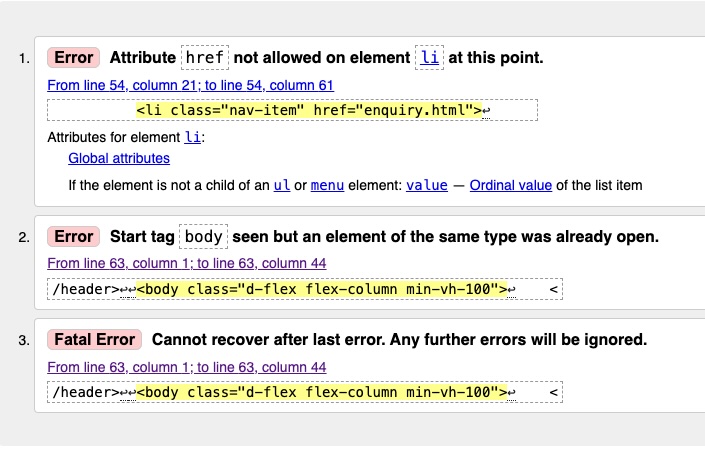 1. Error Attribute href not allowed on element li at this point.
From line 54, column 21; to line 54, column 61
<li class="nav-item" href="enquiry.html">↩
Attributes for element li:
Global attributes
If the element is not a child of an ul or menu element: value — Ordinal value of the list item
2. Error Start tag body seen but an element of the same type was already open.
From line 63, column 1; to line 63, column 44
/header>↩↩<body class="d-flex flex-column min-vh-100">↩ <
3. Fatal Error Cannot recover after last error. Any further errors will be ignored.
From line 63, column 1; to line 63, column 44
/header>↩↩<body class="d-flex flex-column min-vh-100">↩ <